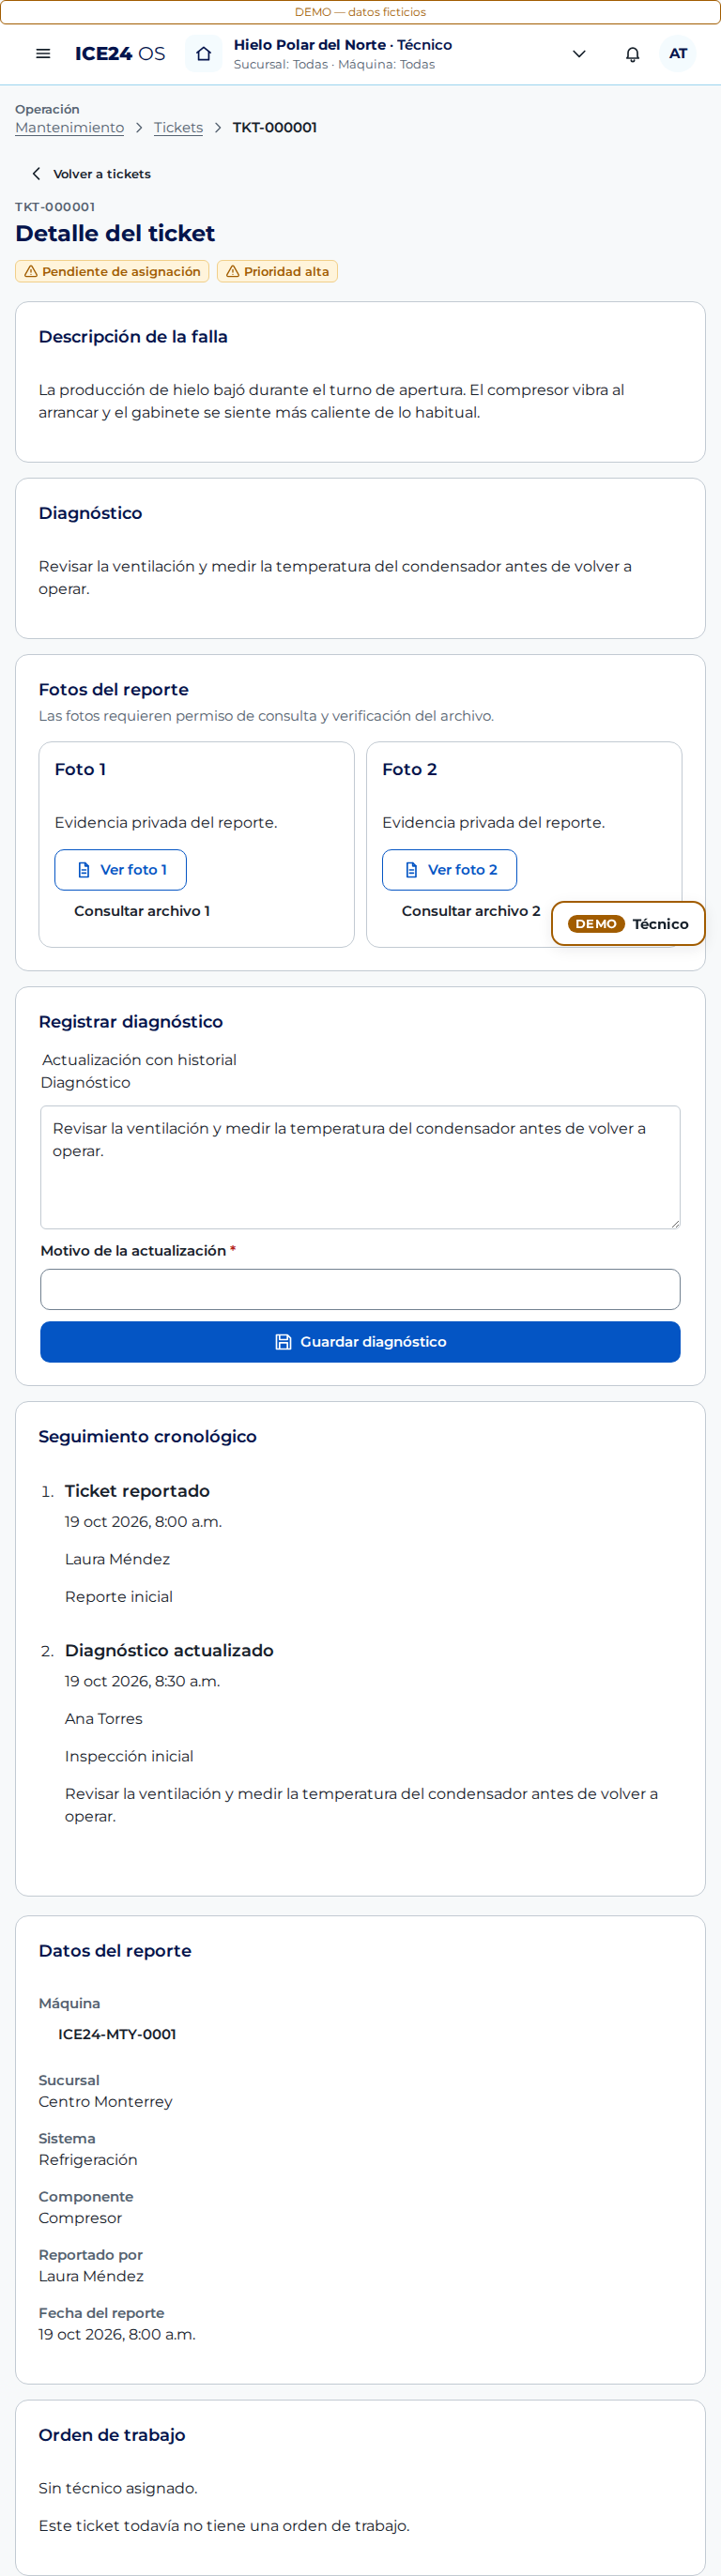 DEMO — datos ficticios
ICE24 OS
Hielo Polar del Norte · Técnico
Sucursal: Todas · Máquina: Todas
AT
Operación
Mantenimiento > Tickets > TKT-000001
Volver a tickets
TKT-000001
Detalle del ticket
Pendiente de asignación
Prioridad alta
Descripción de la falla
La producción de hielo bajó durante el turno de apertura. El compresor vibra al
arrancar y el gabinete se siente más caliente de lo habitual.
Diagnóstico
Revisar la ventilación y medir la temperatura del condensador antes de volver a
operar.
Fotos del reporte
Las fotos requieren permiso de consulta y verificación del archivo.
Foto 1
Evidencia privada del reporte.
Ver foto 1
Consultar archivo 1
Foto 2
Evidencia privada del reporte.
Ver foto 2
Consultar archivo 2
DEMO Técnico
Registrar diagnóstico
Actualización con historial
Diagnóstico
Revisar la ventilación y medir la temperatura del condensador antes de volver a
operar.
Motivo de la actualización *
Guardar diagnóstico
Seguimiento cronológico
1. Ticket reportado
19 oct 2026, 8:00 a.m.
Laura Méndez
Reporte inicial
2. Diagnóstico actualizado
19 oct 2026, 8:30 a.m.
Ana Torres
Inspección inicial
Revisar la ventilación y medir la temperatura del condensador antes de volver a
operar.
Datos del reporte
Máquina
ICE24-MTY-0001
Sucursal
Centro Monterrey
Sistema
Refrigeración
Componente
Compresor
Reportado por
Laura Méndez
Fecha del reporte
19 oct 2026, 8:00 a.m.
Orden de trabajo
Sin técnico asignado.
Este ticket todavía no tiene una orden de trabajo.